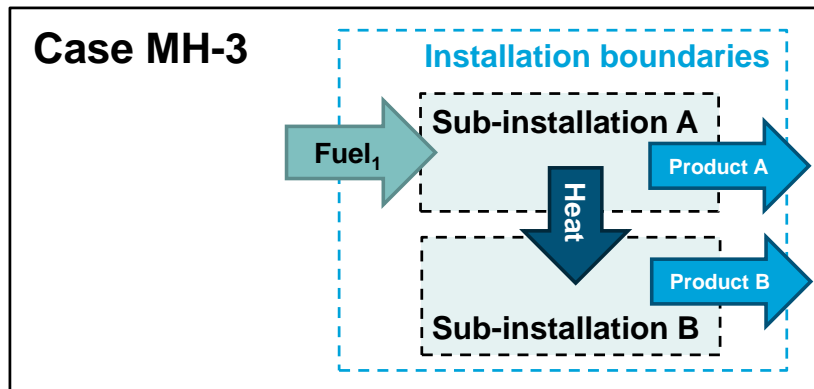 Case MH-3
Installation boundaries
Sub-installation A
Fuel₁
Product A
Heat
Product B
Sub-installation B